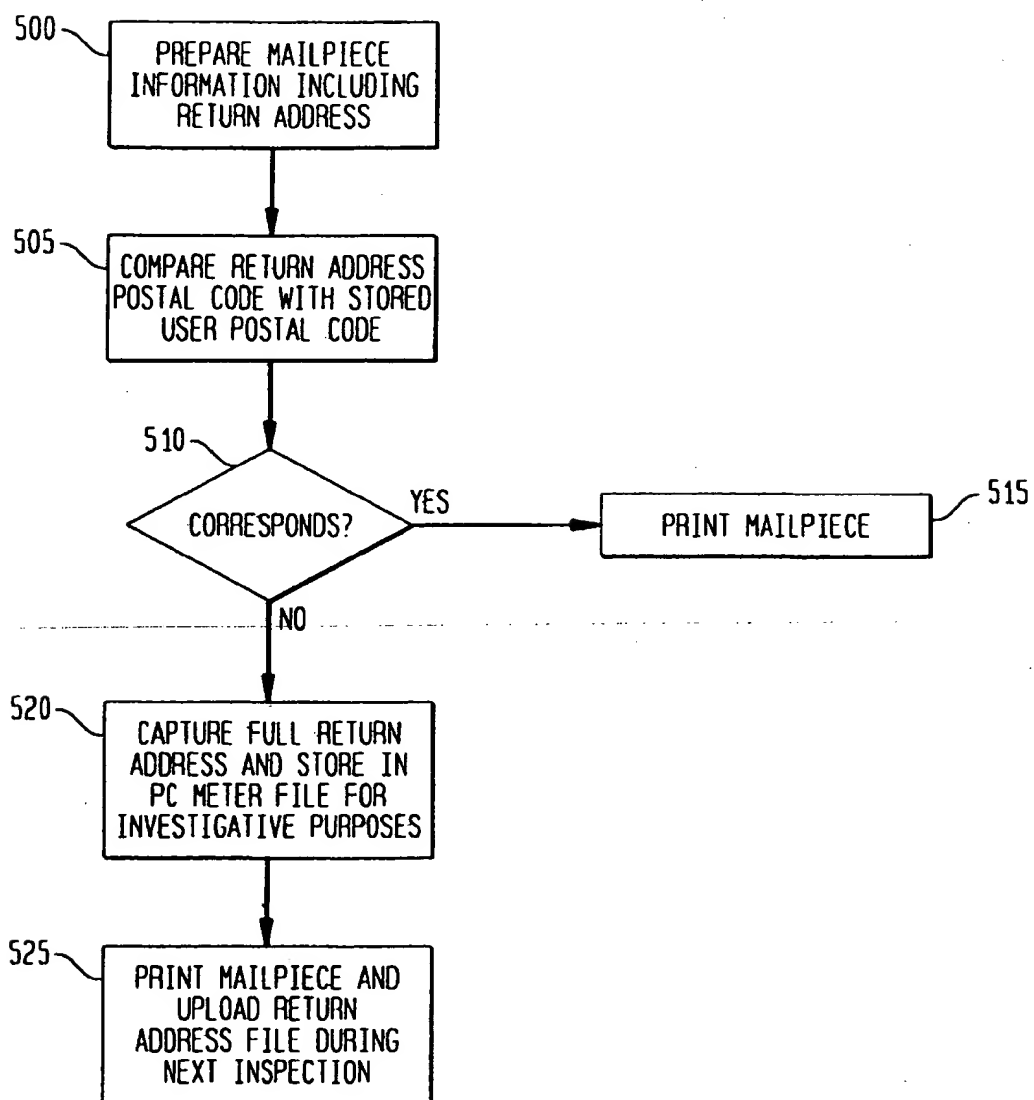 500
PREPARE MAILPIECE
INFORMATION INCLUDING
RETURN ADDRESS
505
COMPARE RETURN ADDRESS
POSTAL CODE WITH STORED
USER POSTAL CODE
510
CORRESPONDS?
YES
515
PRINT MAILPIECE
NO
520
CAPTURE FULL RETURN
ADDRESS AND STORE IN
PC METER FILE FOR
INVESTIGATIVE PURPOSES
525
PRINT MAILPIECE AND
UPLOAD RETURN
ADDRESS FILE DURING
NEXT INSPECTION